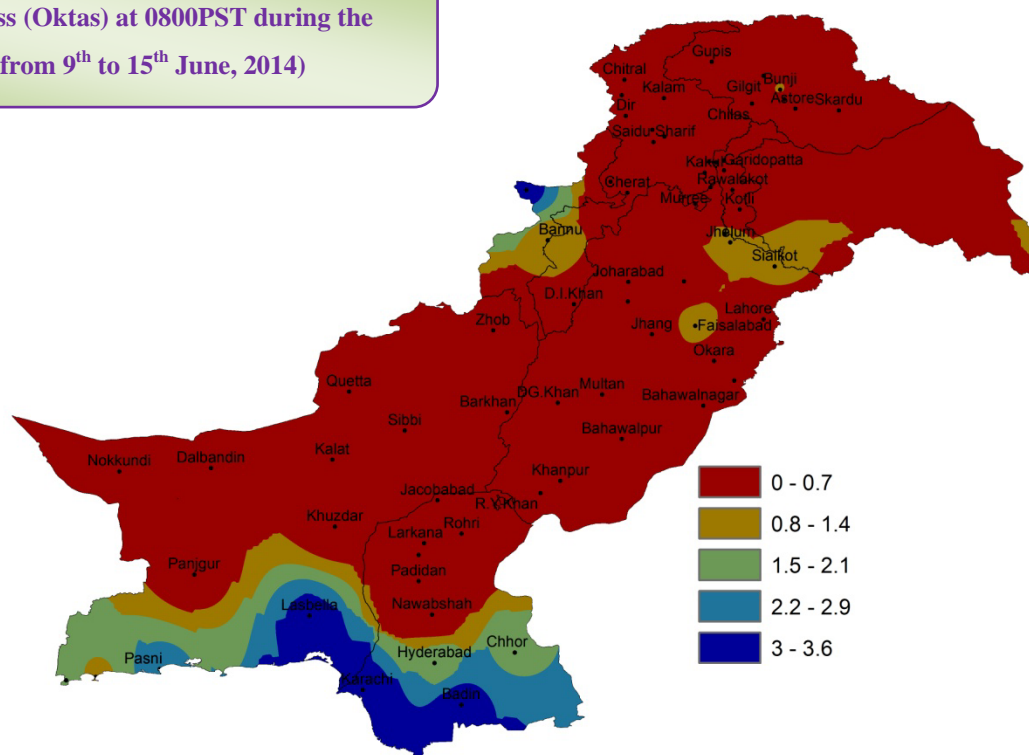 ss (Oktas) at 0800PST during the
from 9th to 15th June, 2014)
Gupis
Chitral
Bunji
Kalam
Gilgit
Astore Skardu
Dir
Chilas
Saidu Sharif
Kakul Garidopatta
Cherat
Rawalakot
Murree
Kotli
Bannu
Jhelum
Sialkot
Joharabad
D.I.Khan
Lahore
Zhob
Jhang
Faisalabad
Okara
Quetta
DG.Khan
Multan
Barkhan
Bahawalnagar
Sibbi
Bahawalpur
Kalat
Nokkundi
Dalbandin
Khanpur
Jacobabad
R.Y.Khan
Khuzdar
Larkana
Rohri
Panjgur
Padidan
Lasbella
Nawabshah
Chhor
Hyderabad
Pasni
Karachi
Badin
0 - 0.7
0.8 - 1.4
1.5 - 2.1
2.2 - 2.9
3 - 3.6